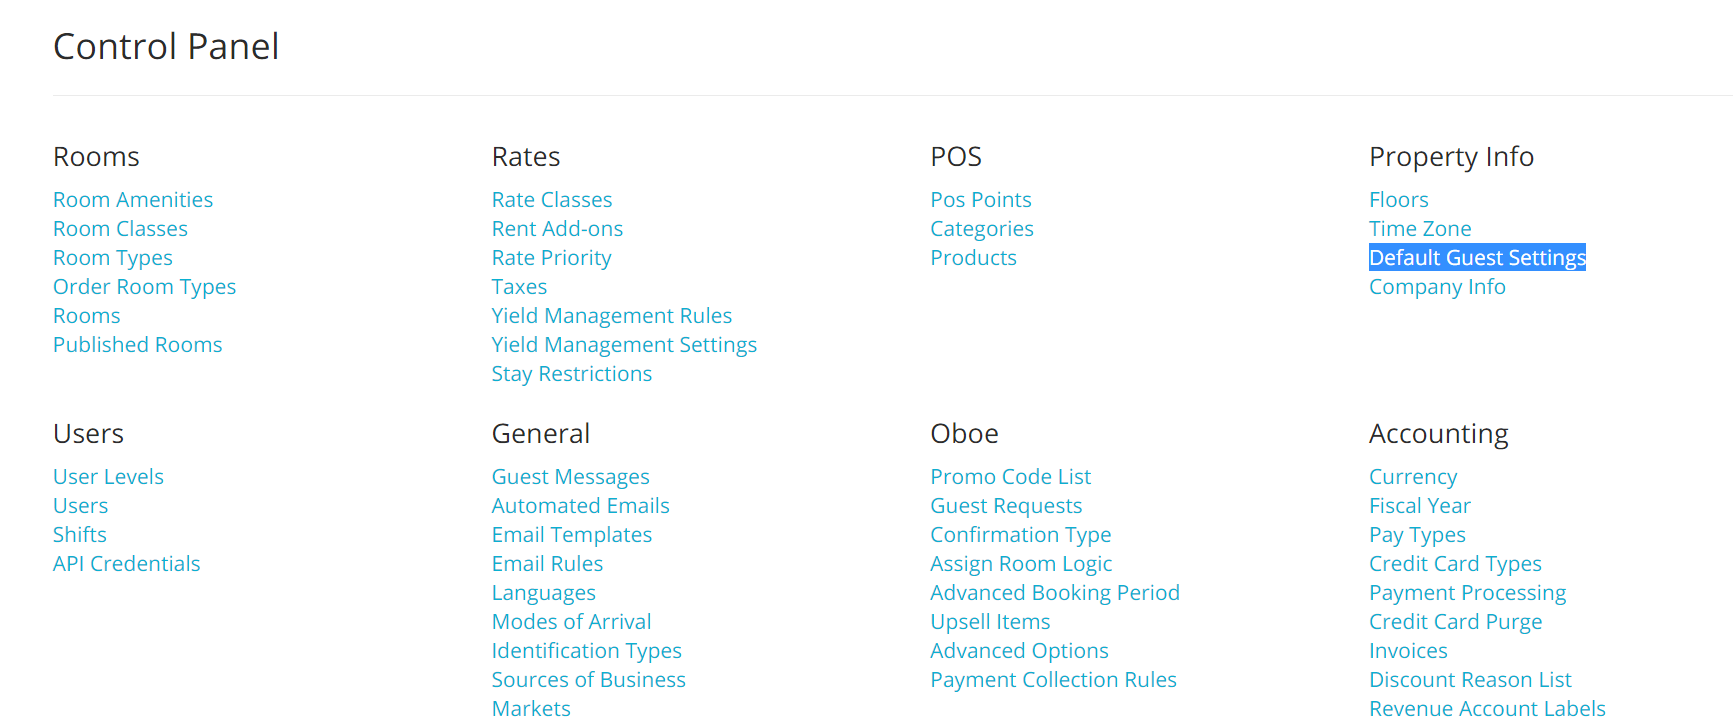 Control Panel
Rooms
Room Amenities
Room Classes
Room Types
Order Room Types
Rooms
Published Rooms
Rates
Rate Classes
Rent Add-ons
Rate Priority
Taxes
Yield Management Rules
Yield Management Settings
Stay Restrictions
POS
Pos Points
Categories
Products
Property Info
Floors
Time Zone
Default Guest Settings
Company Info
Users
User Levels
Users
Shifts
API Credentials
General
Guest Messages
Automated Emails
Email Templates
Email Rules
Languages
Modes of Arrival
Identification Types
Sources of Business
Markets
Oboe
Promo Code List
Guest Requests
Confirmation Type
Assign Room Logic
Advanced Booking Period
Upsell Items
Advanced Options
Payment Collection Rules
Accounting
Currency
Fiscal Year
Pay Types
Credit Card Types
Payment Processing
Credit Card Purge
Invoices
Discount Reason List
Revenue Account Labels